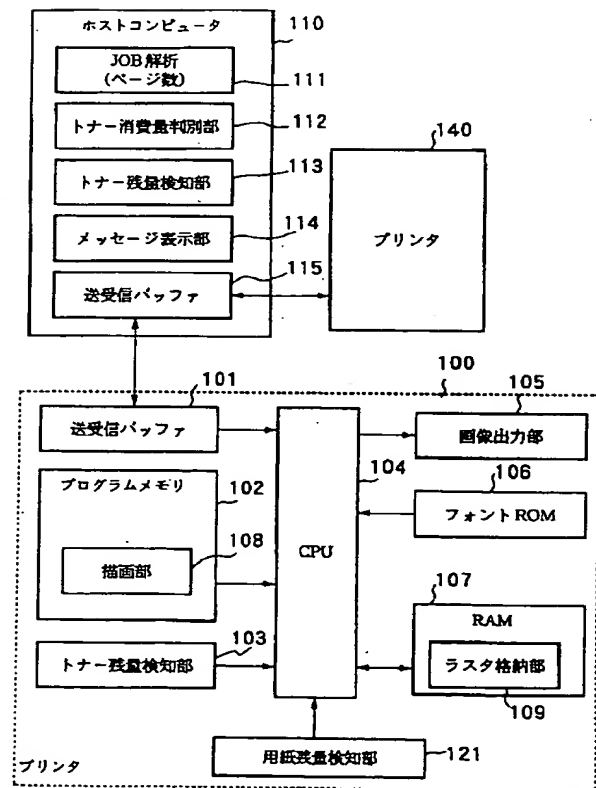 ホストコンピュータ
110
JOB解析
(ページ数)
111
トナー消費量判別部
112
トナー残量検知部
113
メッセージ表示部
114
送受信バッファ
115
140
プリンタ
100
101
送受信バッファ
105
画像出力部
プログラムメモリ
102
104
106
フォントROM
108
描画部
CPU
107
RAM
ラスタ格納部
109
103
トナー残量検知部
用紙残量検知部
121
プリンタ